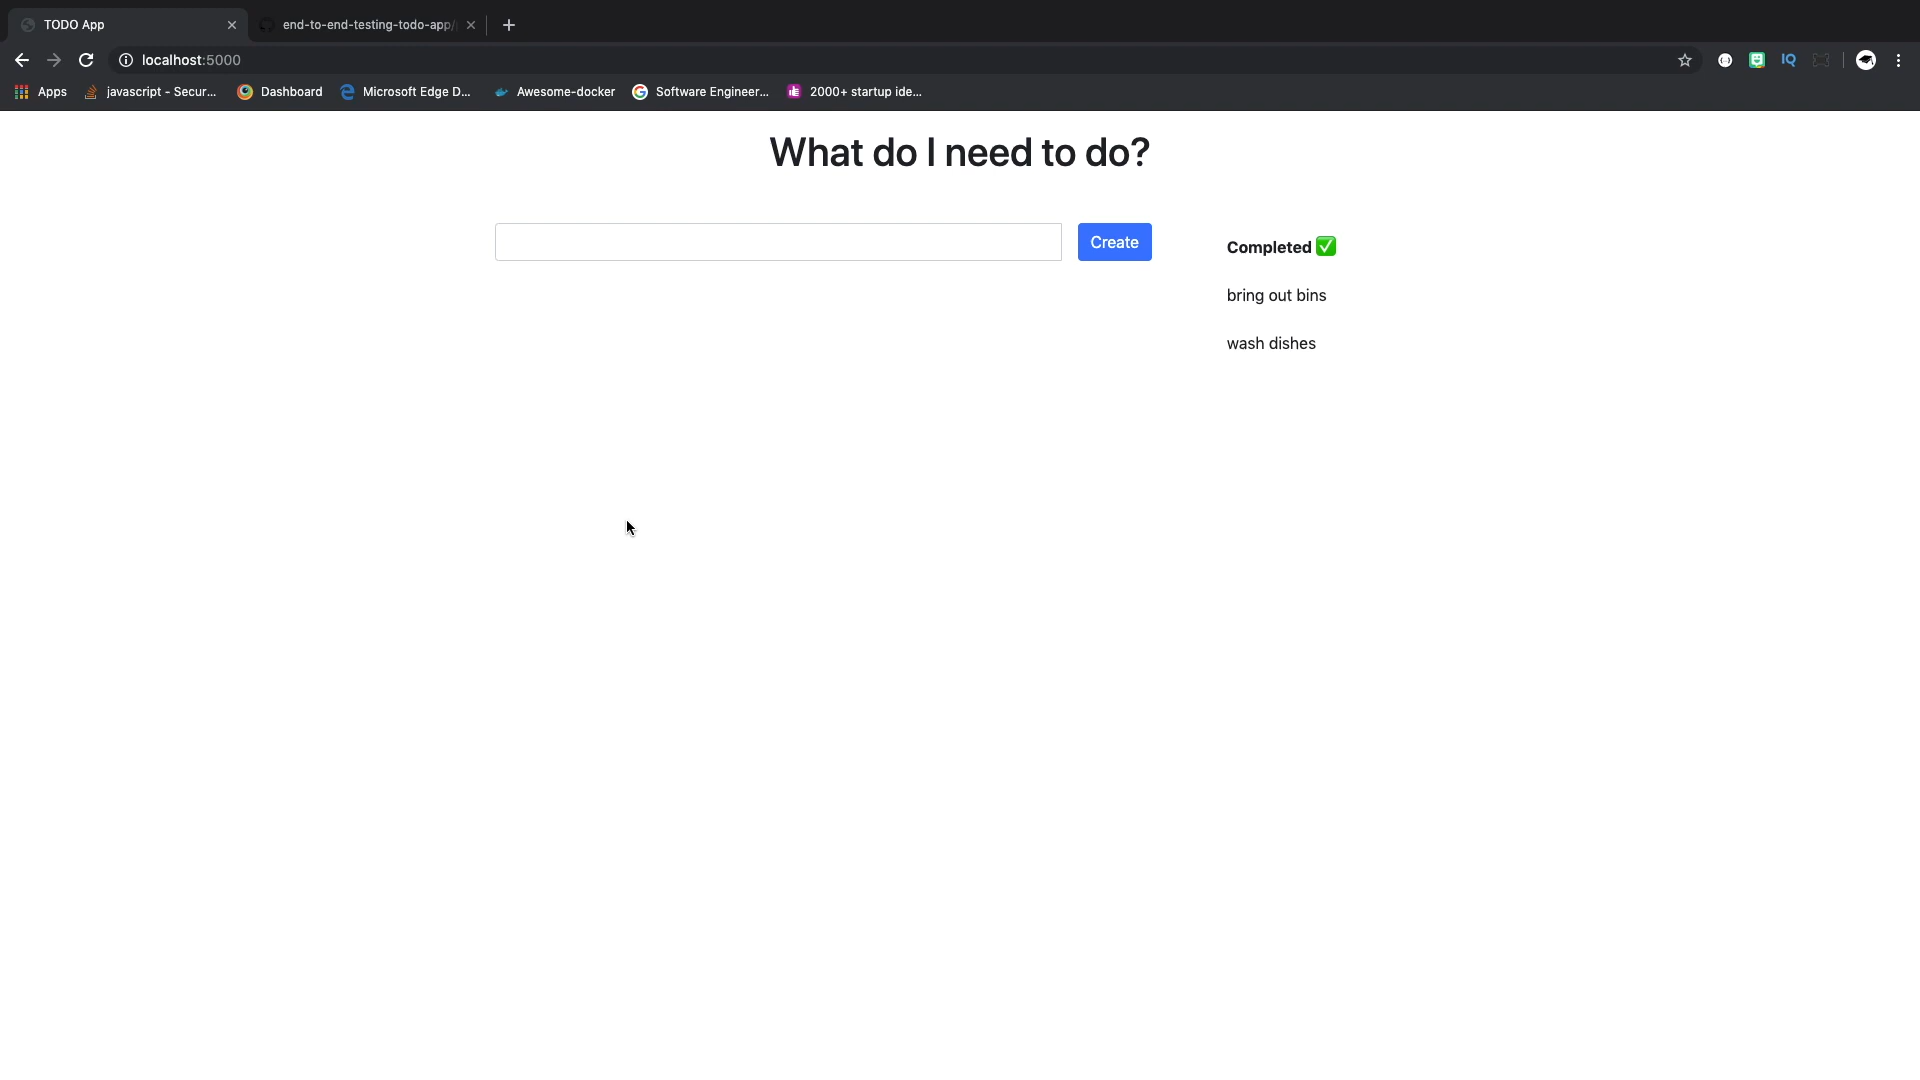 TODO App
end-to-end-testing-todo-app/
localhost:5000
Apps
javascript - Secur...
Dashboard
Microsoft Edge D...
Awesome-docker
Software Engineer...
2000+ startup ide...
IQ
What do I need to do?
Create
Completed ✅
bring out bins
wash dishes